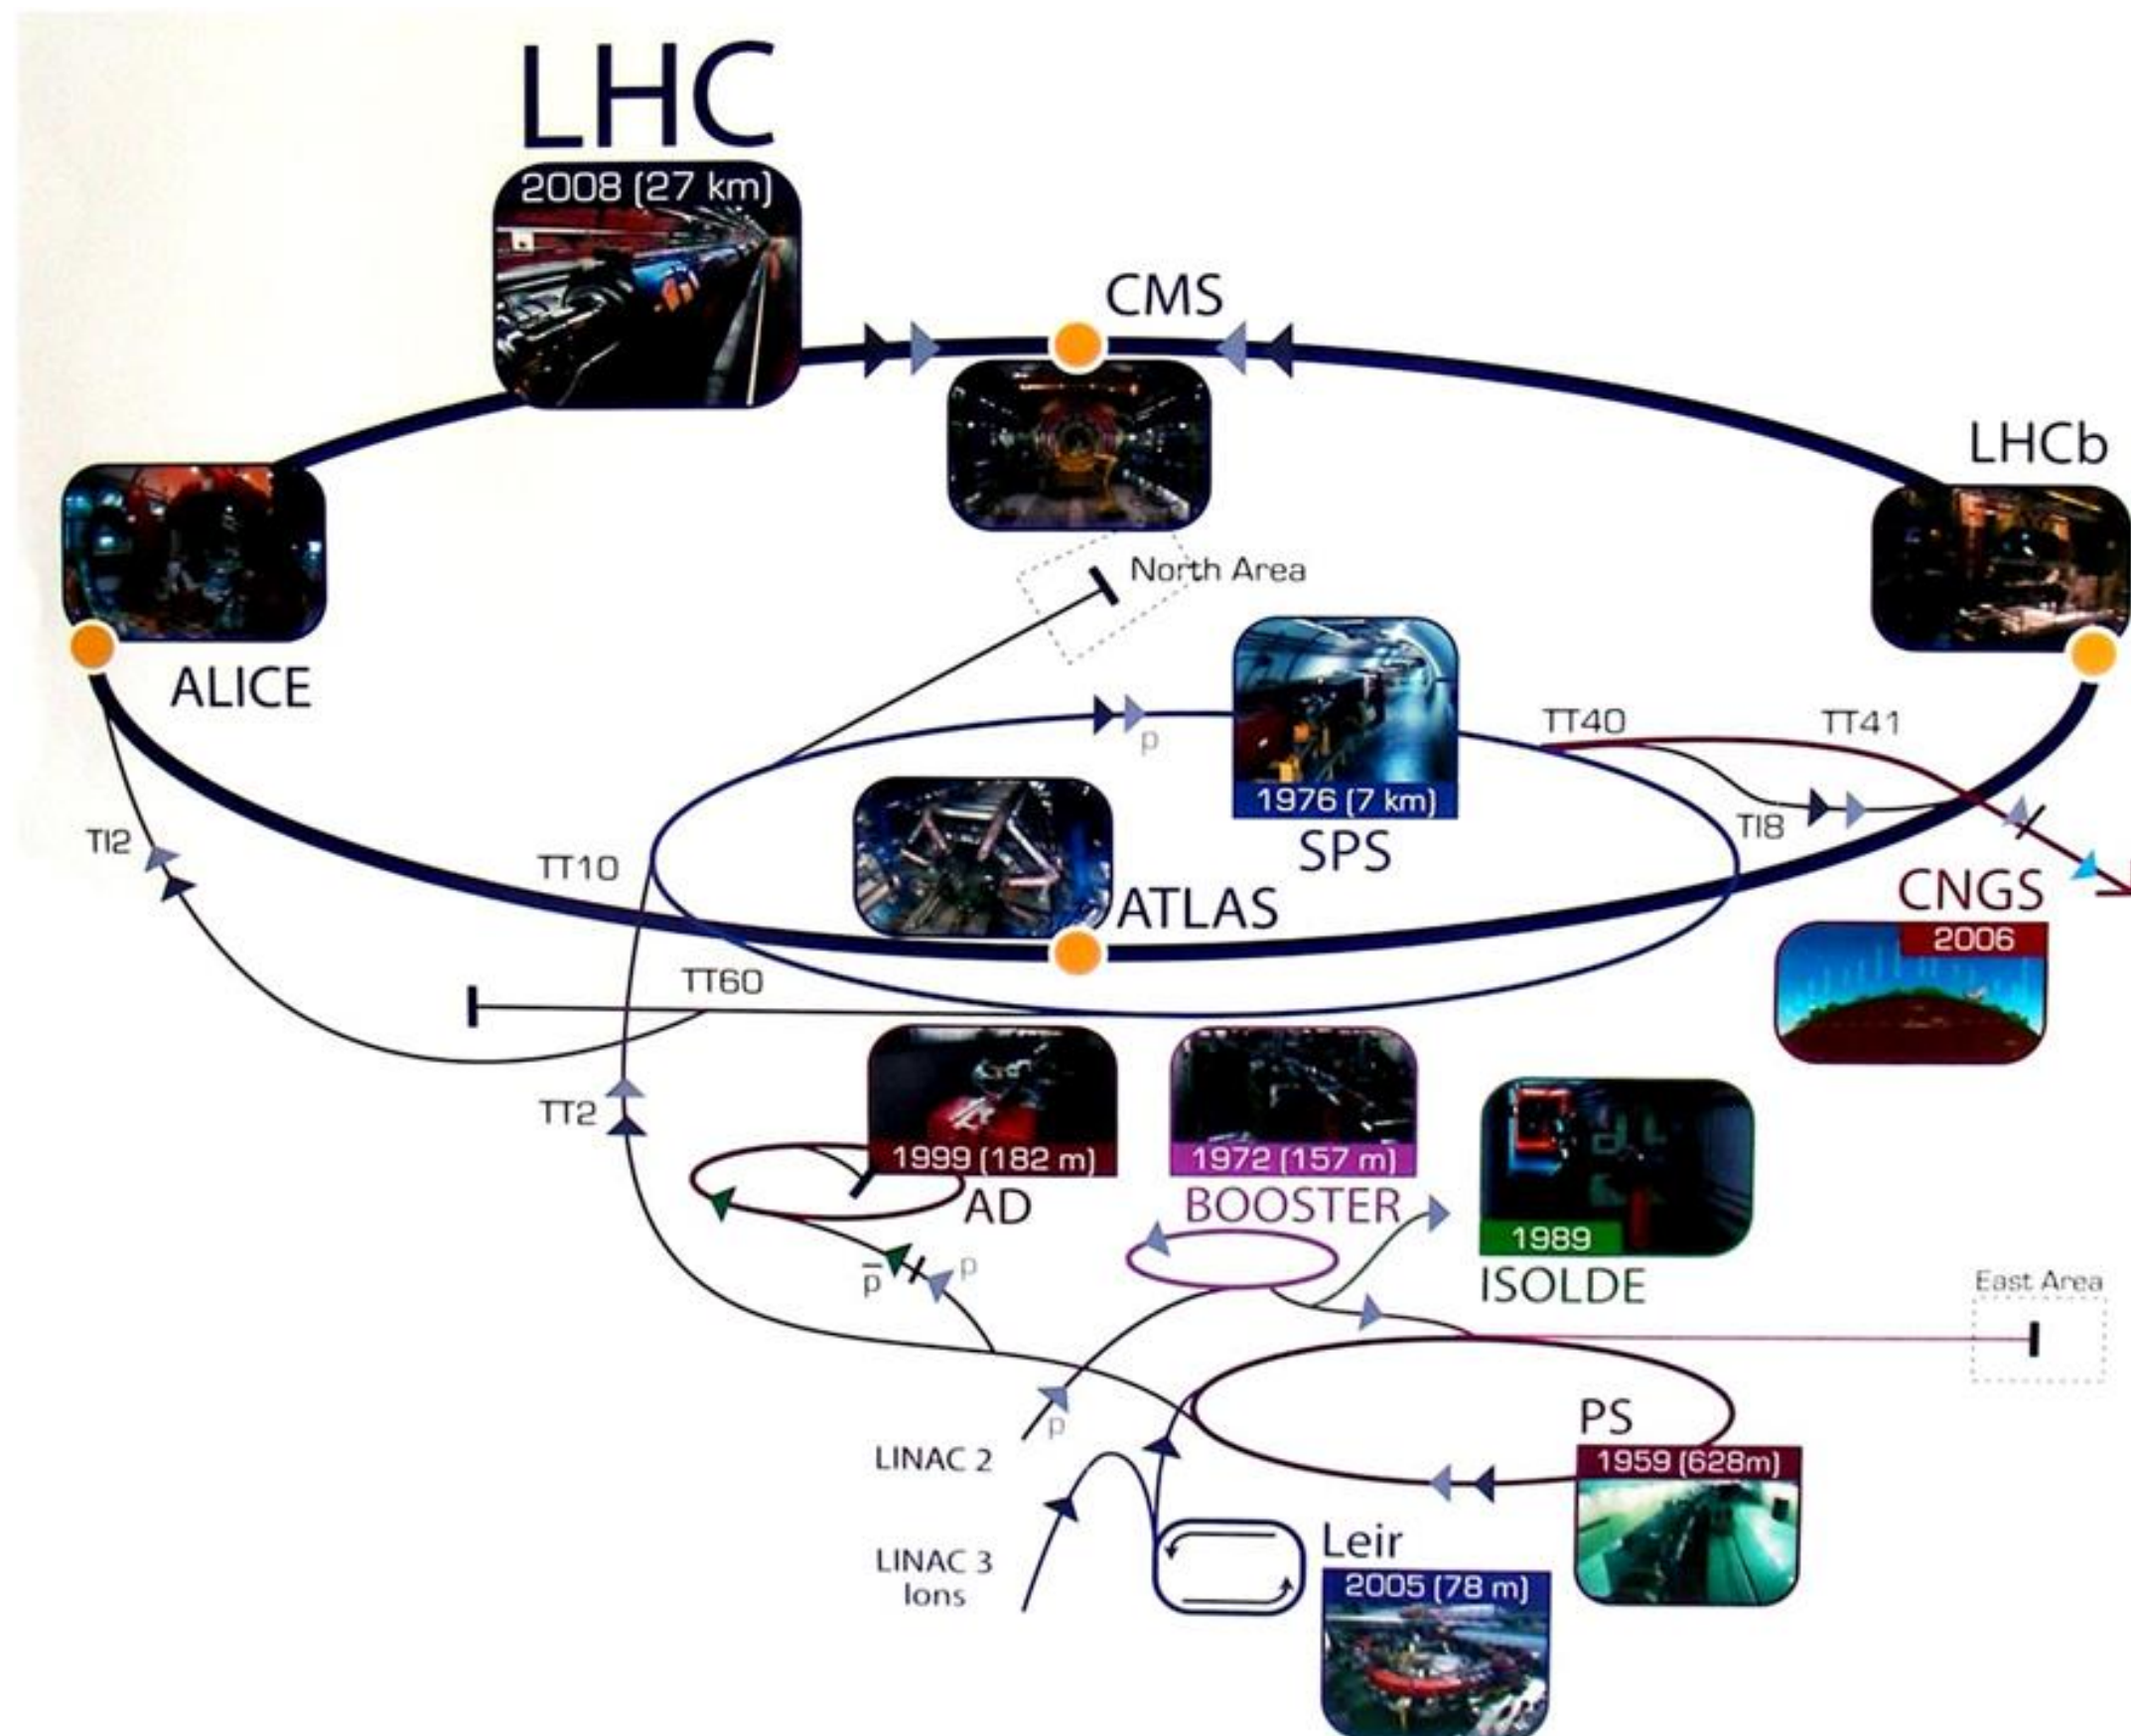 LHC
2008 (27 km)
CMS
LHCb
North Area
ALICE
p
TT40
TT41
1976 (7 km)
SPS
TI2
TT10
TI8
ATLAS
CNGS
2006
TT60
TT2
1999 (182 m)
AD
1972 (157 m)
BOOSTER
1989
ISOLDE
p̅
p
East Area
p
PS
1959 (628m)
LINAC 2
LINAC 3
Ions
Leir
2005 (78 m)